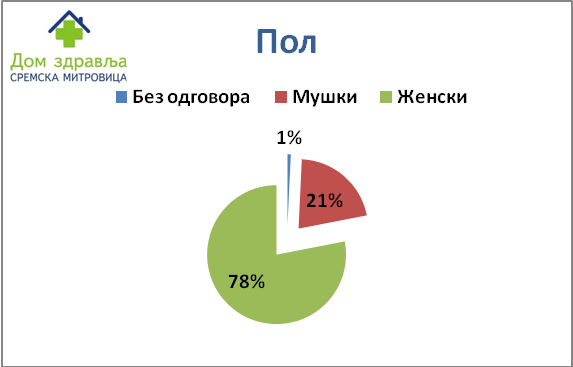 Дом здравља
СРЕМСКА МИТРОВИЦА
Пол
Без одговора Мушки Женски
1%
21%
78%